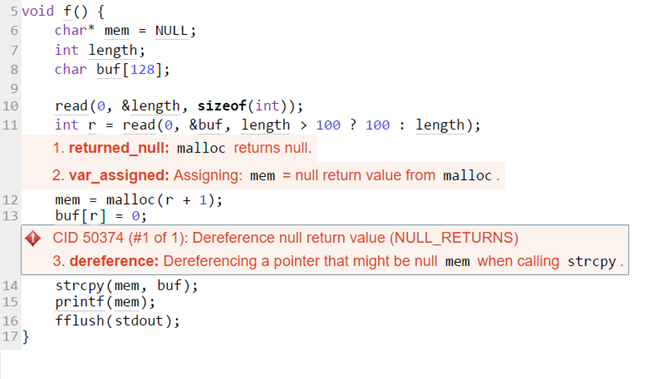 5 void f() {
6 char* mem = NULL;
7 int length;
8 char buf[128];
9
10 read(0, &length, sizeof(int));
11 int r = read(0, &buf, length > 100 ? 100 : length);
1. returned_null: malloc returns null.
2. var_assigned: Assigning: mem = null return value from malloc.
12 mem = malloc(r + 1);
13 buf[r] = 0;
CID 50374 (#1 of 1): Dereference null return value (NULL_RETURNS)
3. dereference: Dereferencing a pointer that might be null mem when calling strcpy.
14 strcpy(mem, buf);
15 printf(mem);
16 fflush(stdout);
17 }